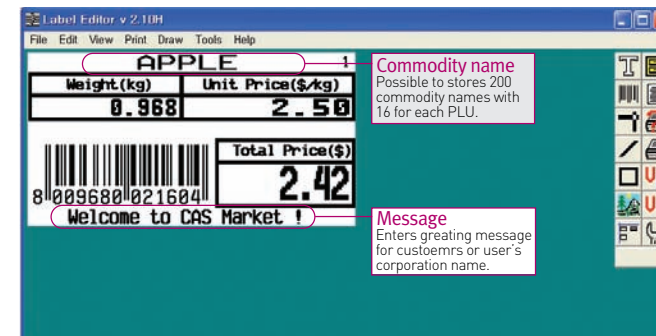 Label Editor v 2.10H
File Edit View Print Draw Tools Help
APPLE 1
Weight(kg) Unit Price($/kg)
0.968 2.50
Total Price($)
2.42
8 009680 021604
Welcome to CAS Market !
Commodity name
Possible to stores 200
commodity names with
16 for each PLU.
Message
Enters greating message
for custoemrs or user's
corporation name.